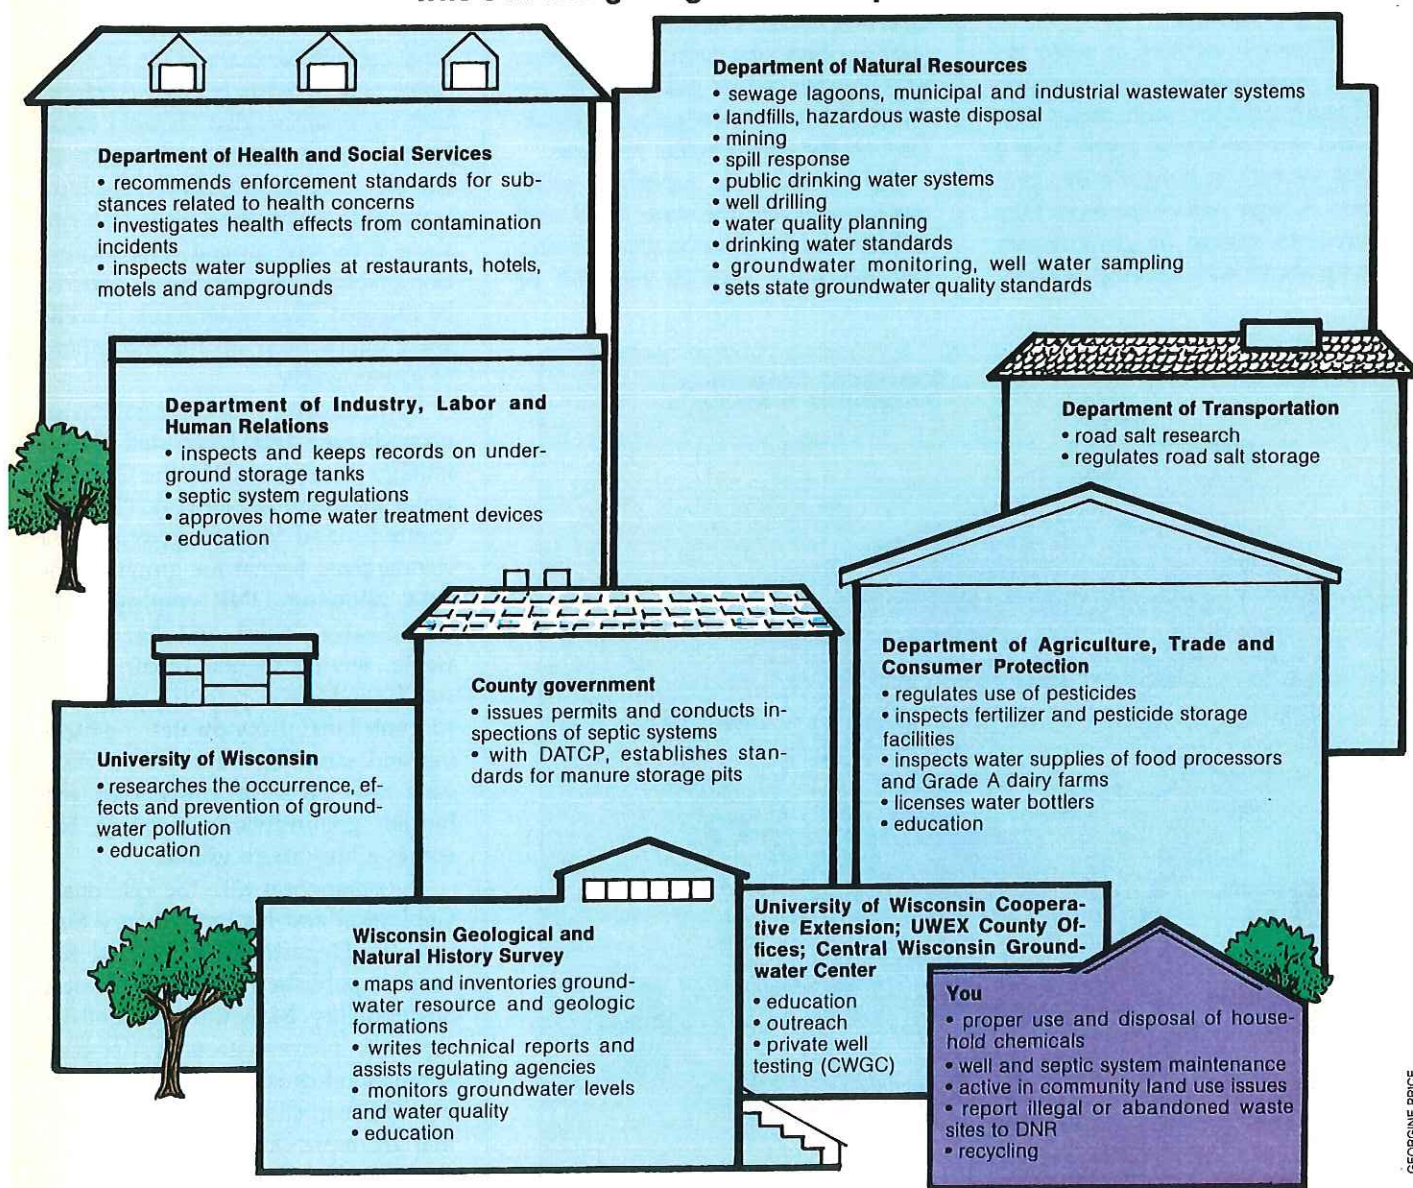 Department of Health and Social Services
• recommends enforcement standards for sub-
stances related to health concerns
• investigates health effects from contamination
incidents
• inspects water supplies at restaurants, hotels,
motels and campgrounds
Department of Natural Resources
• sewage lagoons, municipal and industrial wastewater systems
• landfills, hazardous waste disposal
• mining
• spill response
• public drinking water systems
• well drilling
• water quality planning
• drinking water standards
• groundwater monitoring, well water sampling
• sets state groundwater quality standards
Department of Industry, Labor and
Human Relations
• inspects and keeps records on under-
ground storage tanks
• septic system regulations
• approves home water treatment devices
• education
Department of Transportation
• road salt research
• regulates road salt storage
County government
• issues permits and conducts in-
spections of septic systems
• with DATCP, establishes stan-
dards for manure storage pits
Department of Agriculture, Trade and
Consumer Protection
• regulates use of pesticides
• inspects fertilizer and pesticide storage
facilities
• inspects water supplies of food processors
and Grade A dairy farms
• licenses water bottlers
• education
University of Wisconsin
• researches the occurrence, ef-
fects and prevention of ground-
water pollution
• education
Wisconsin Geological and
Natural History Survey
• maps and inventories ground-
water resource and geologic
formations
• writes technical reports and
assists regulating agencies
• monitors groundwater levels
and water quality
• education
University of Wisconsin Coopera-
tive Extension; UWEX County Of-
fices; Central Wisconsin Ground-
water Center
• education
• outreach
• private well
testing (CWGC)
You
• proper use and disposal of house-
hold chemicals
• well and septic system maintenance
• active in community land use issues
• report illegal or abandoned waste
sites to DNR
• recycling
GEORGINE PRICE